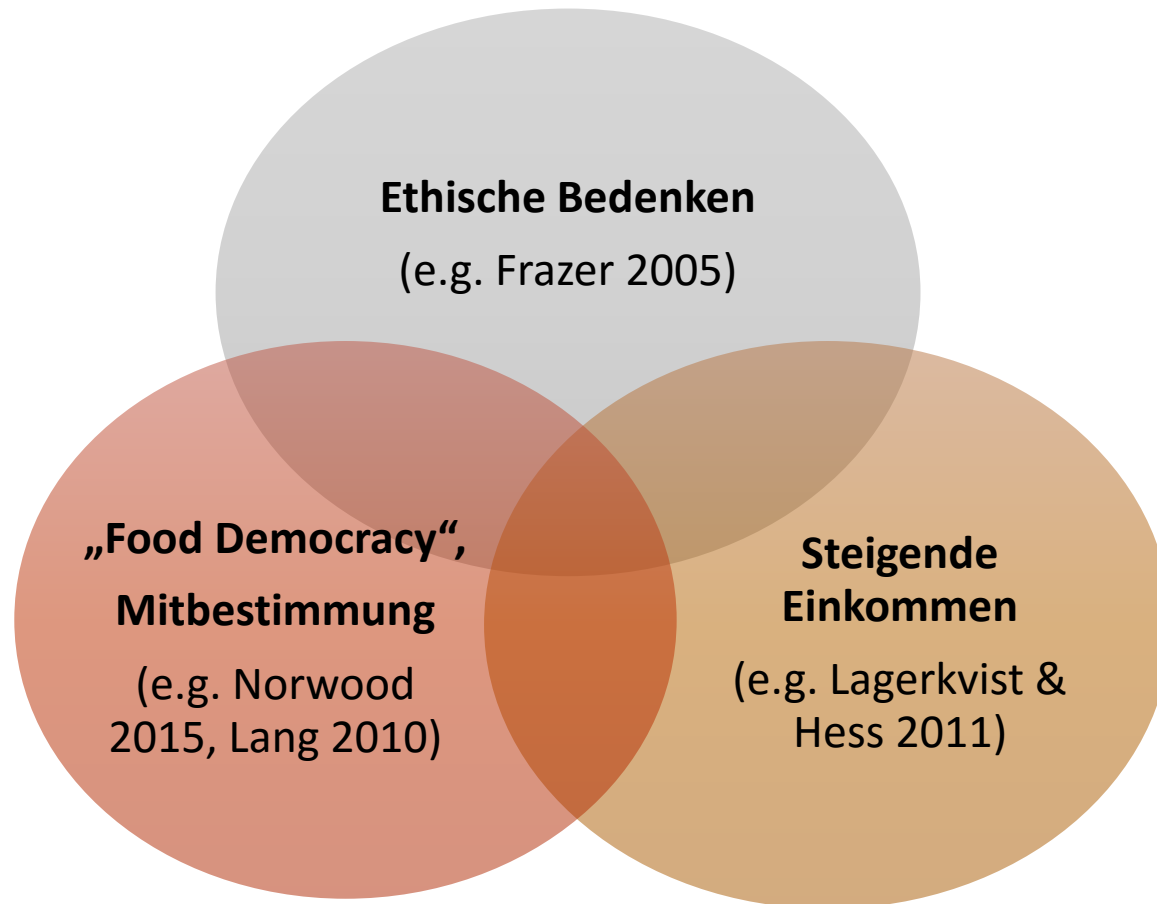 Ethische Bedenken
(e.g. Frazer 2005)
„Food Democracy“,
Mitbestimmung
(e.g. Norwood
2015, Lang 2010)
Steigende
Einkommen
(e.g. Lagerkvist &
Hess 2011)